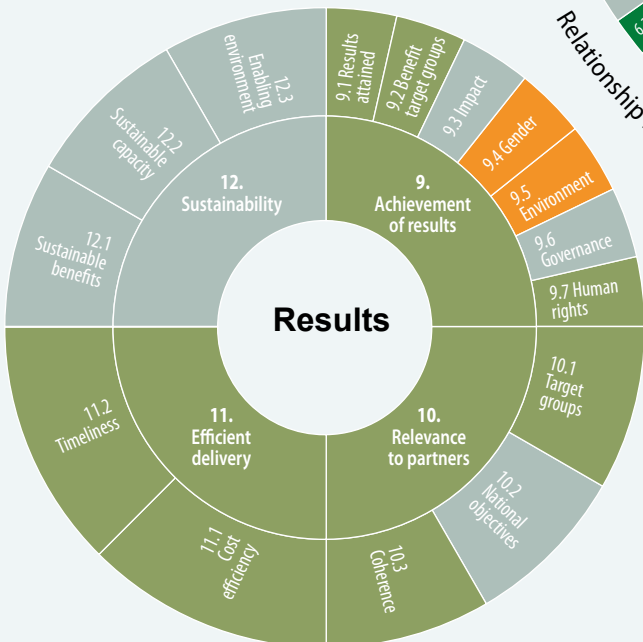 Relationship
6.
Results
9.
Achievement
of results
9.1 Results
attained
9.2 Benefit
target groups
9.3 Impact
9.4 Gender
9.5
Environment
9.6
Governance
9.7 Human
rights
10.
Relevance
to partners
10.1
Target
groups
10.2
National
objectives
10.3
Coherence
11.
Efficient
delivery
11.1 Cost
efficiency
11.2
Timeliness
12.
Sustainability
12.1
Sustainable
benefits
12.2
Sustainable
capacity
12.3
Enabling
environment